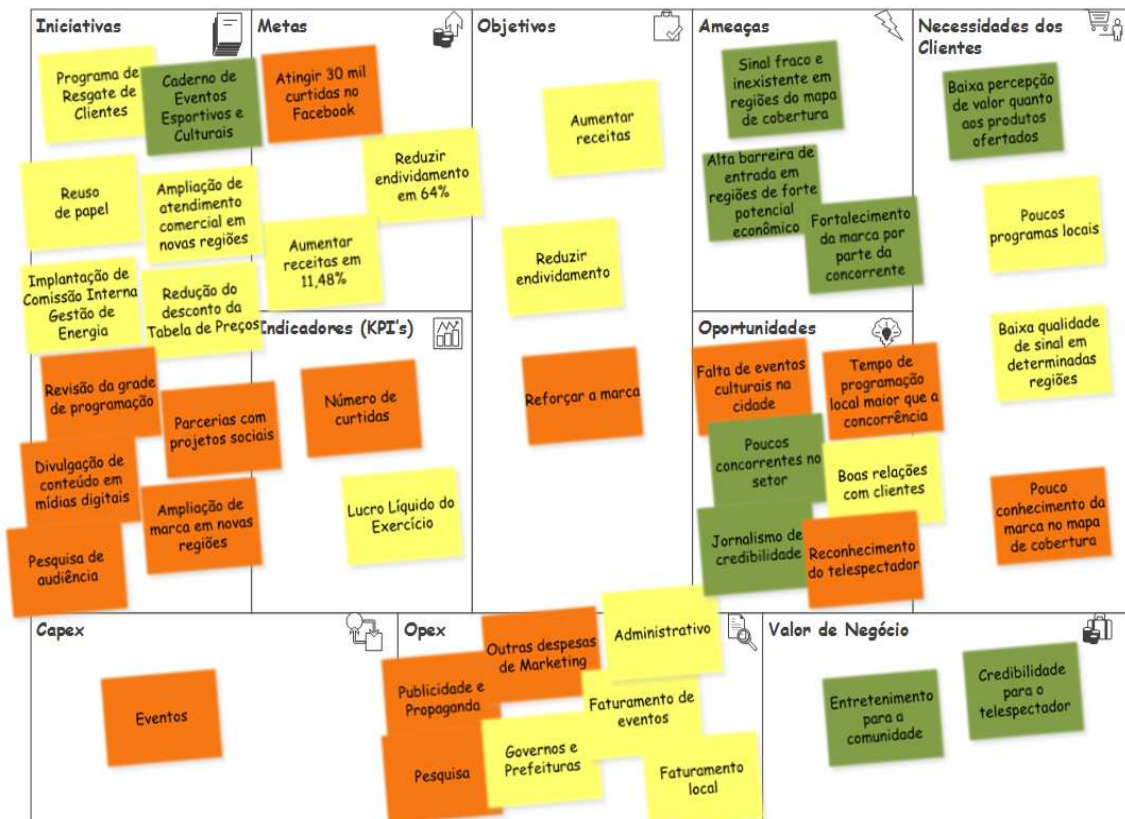 Iniciativas
Programa de
Resgate de
Clientes
Caderno de
Eventos
Esportivos e
Culturais
Reuso
de papel
Ampliação de
atendimento
comercial em
novas regiões
Implantação de
Comissão Interna
Gestão de
Energia
Redução do
desconto da
Tabela de Preços
Revisão da grade
de programação
Parcerias com
projetos sociais
Divulgação de
conteúdo em
mídias digitais
Ampliação de
marca em novas
regiões
Pesquisa de
audiência
Metas
Atingir 30 mil
curtidas no
Facebook
Reduzir
endividamento
em 64%
Aumentar
receitas em
11,48%
Indicadores (KPI's)
Número de
curtidas
Lucro Líquido do
Exercício
Objetivos
Aumentar
receitas
Reduzir
endividamento
Reforçar a marca
Ameaças
Sinal fraco e
inexistente em
regiões do mapa
de cobertura
Alta barreira de
entrada em
regiões de forte
potencial
econômico
Fortalecimento
da marca por
parte da
concorrente
Oportunidades
Falta de eventos
culturais na
cidade
Tempo de
programação
local maior que a
concorrência
Poucos
concorrentes no
setor
Boas relações
com clientes
Jornalismo de
credibilidade
Reconhecimento
do telespectador
Necessidades dos
Clientes
Baixa percepção
de valor quanto
aos produtos
ofertados
Poucos
programas locais
Baixa qualidade
de sinal em
determinadas
regiões
Pouco
conhecimento da
marca no mapa
de cobertura
Capex
Eventos
Opex
Outras despesas
de Marketing
Administrativo
Publicidade e
Propaganda
Faturamento de
eventos
Pesquisa
Governos e
Prefeituras
Faturamento
local
Valor de Negócio
Entretenimento
para a
comunidade
Credibilidade
para o
telespectador